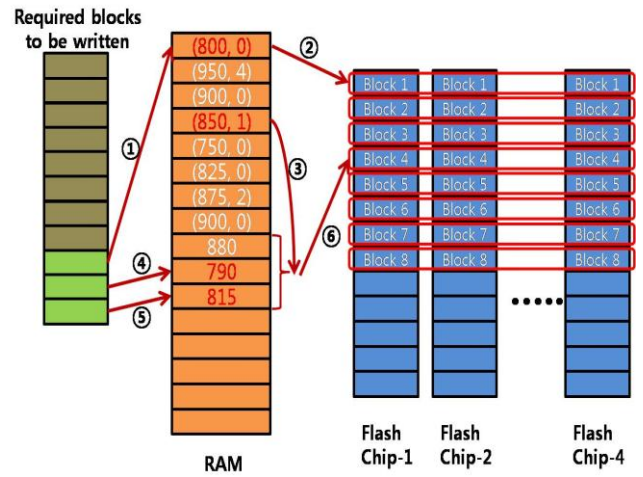 Required blocks
to be written
①
②
③
④
⑤
⑥
(800, 0)
(950, 4)
(900, 0)
(850, 1)
(750, 0)
(825, 0)
(875, 2)
(900, 0)
880
790
815
RAM
Block 1
Block 2
Block 3
Block 4
Block 5
Block 6
Block 7
Block 8
Flash
Chip-1
Block 1
Block 2
Block 3
Block 4
Block 5
Block 6
Block 7
Block 8
Flash
Chip-2
Block 1
Block 2
Block 3
Block 4
Block 5
Block 6
Block 7
Block 8
Flash
Chip-4